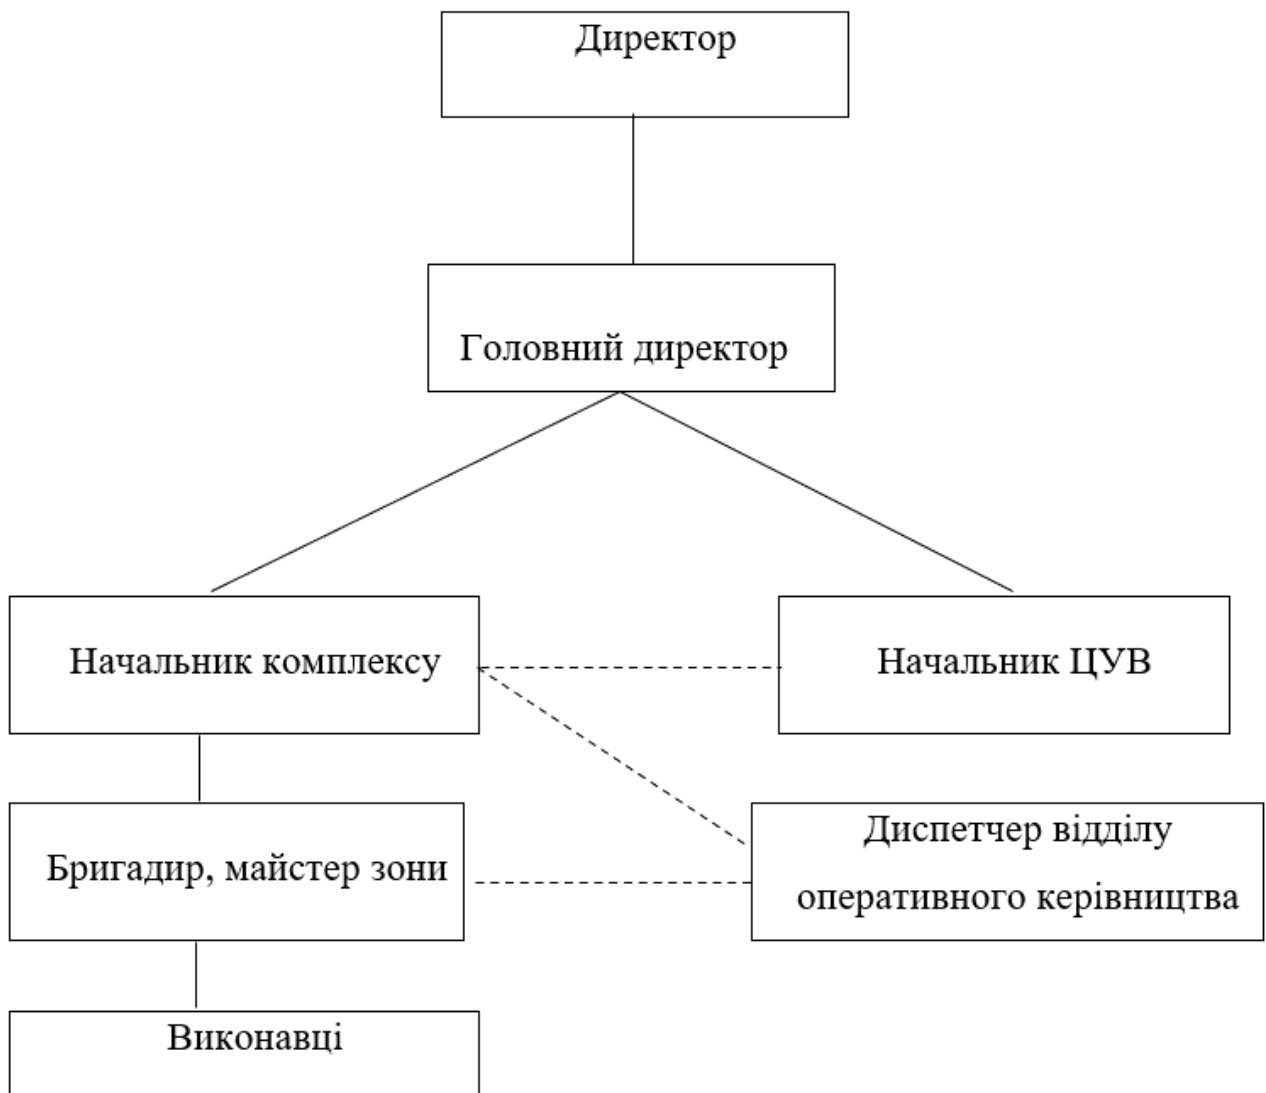 Директор
Головний директор
Начальник комплексу
Начальник ЦУВ
Бригадир, майстер зони
Диспетчер відділу
оперативного керівництва
Виконавці